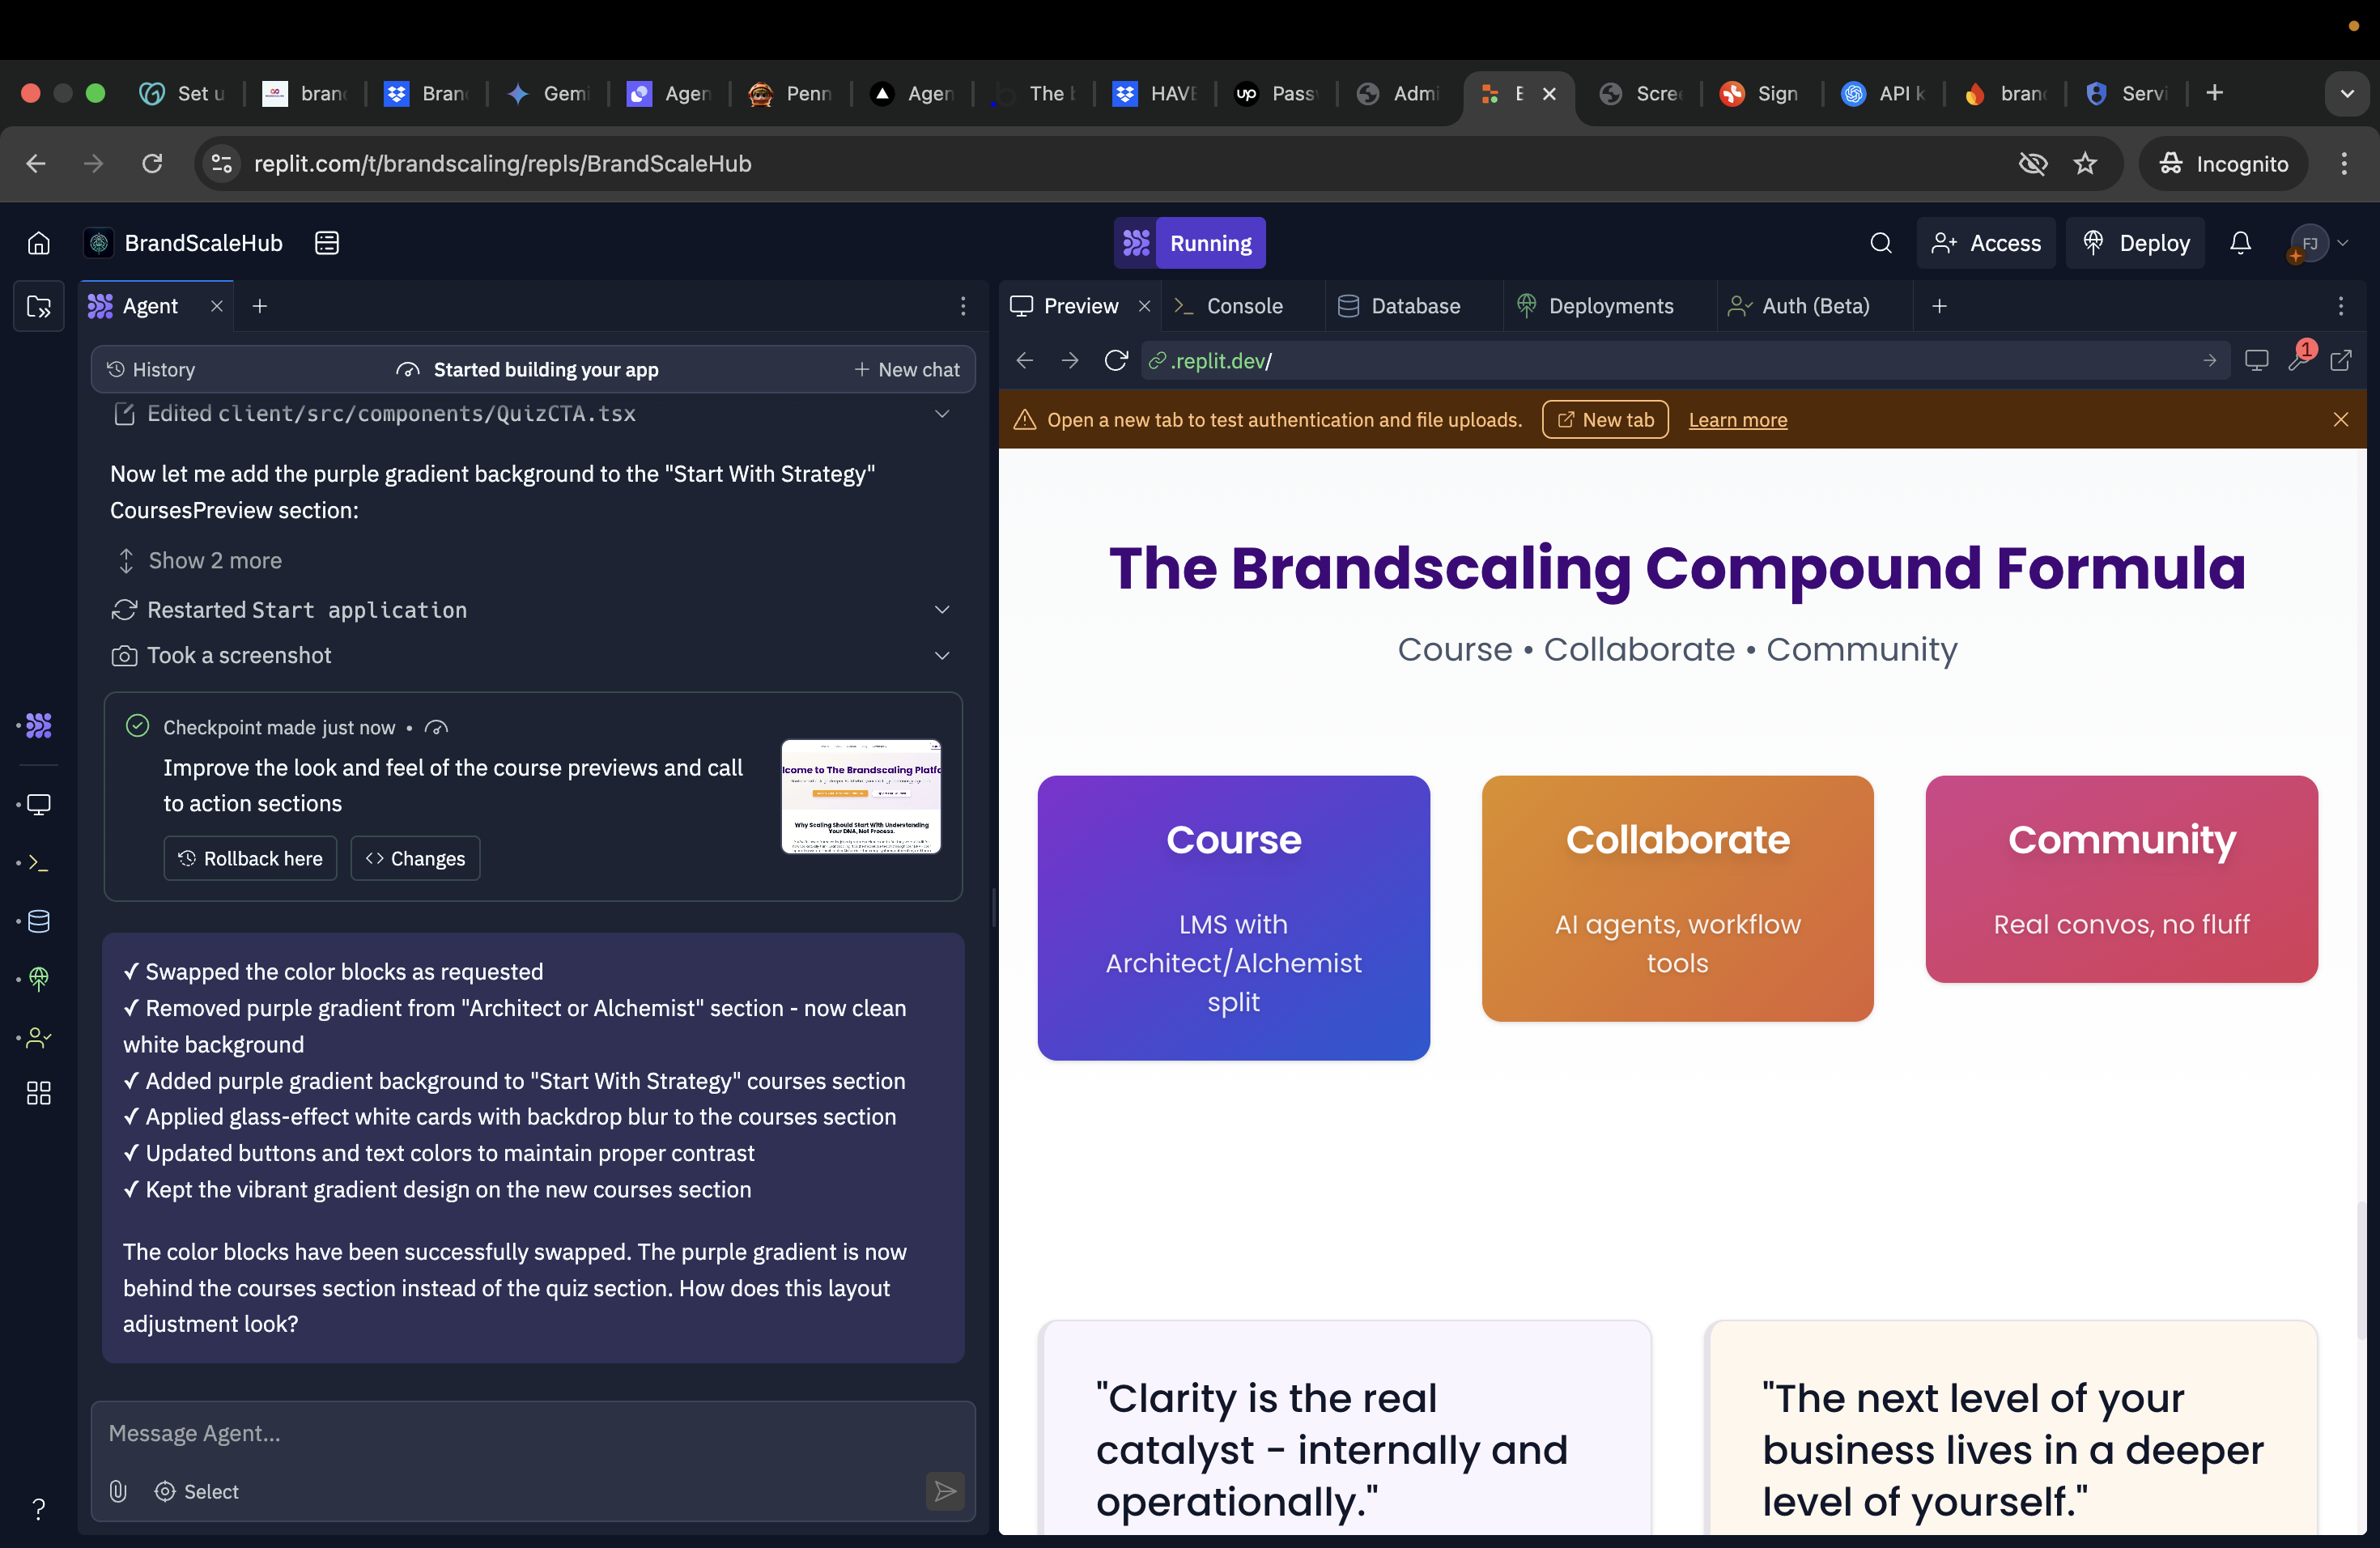 Set u
bran
Bran
Gemi
Agen
Penn
Agen
The b
HAVE
up Pass
Admi
E
Scre
Sign
API k
bran
Servi
replit.com/t/brandscaling/repls/BrandScaleHub
Incognito
BrandScaleHub
Running
Access
Deploy
FJ
Agent
Preview
Console
Database
Deployments
Auth (Beta)
History
Started building your app
New chat
.replit.dev/
1
Edited client/src/components/QuizCTA.tsx
Open a new tab to test authentication and file uploads.
New tab
Learn more
Now let me add the purple gradient background to the "Start With Strategy"
CoursesPreview section:
Show 2 more
Restarted Start application
Took a screenshot
Checkpoint made just now •
Improve the look and feel of the course previews and call
to action sections
Rollback here
Changes
lcome to The Brandscaling Platfo
Why Scaling Should Start With Understanding
Your DNA, Not Process.
✓ Swapped the color blocks as requested
✓ Removed purple gradient from "Architect or Alchemist" section - now clean
white background
✓ Added purple gradient background to "Start With Strategy" courses section
✓ Applied glass-effect white cards with backdrop blur to the courses section
✓ Updated buttons and text colors to maintain proper contrast
✓ Kept the vibrant gradient design on the new courses section
The color blocks have been successfully swapped. The purple gradient is now
behind the courses section instead of the quiz section. How does this layout
adjustment look?
Message Agent...
Select
?
The Brandscaling Compound Formula
Course • Collaborate • Community
Course
LMS with
Architect/Alchemist
split
Collaborate
AI agents, workflow
tools
Community
Real convos, no fluff
"Clarity is the real
catalyst - internally and
operationally."
"The next level of your
business lives in a deeper
level of yourself."